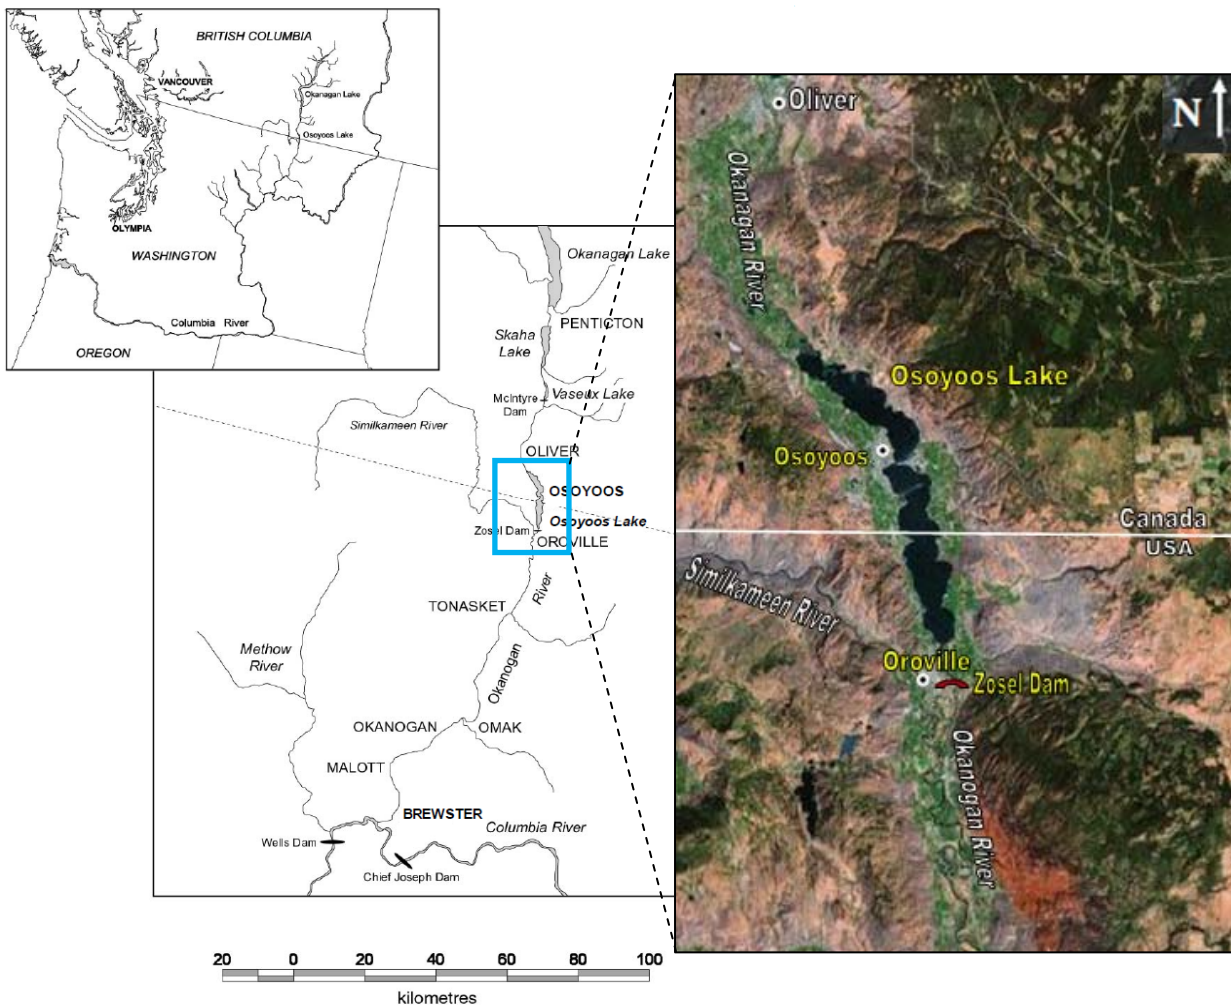 BRITISH COLUMBIA
VANCOUVER
Okanagan Lake
Osoyoos Lake
OLYMPIA
WASHINGTON
Columbia River
OREGON
Okanagan Lake
PENTICTON
Skaha
Lake
McIntyre
Dam
Vaseux Lake
Similkameen River
OLIVER
OSOYOOS
Osoyoos Lake
Zosel Dam
OROVILLE
River
TONASKET
Methow
River
Okanogan
OKANOGAN
OMAK
MALOTT
BREWSTER
Columbia River
Wells Dam
Chief Joseph Dam
20 0 20 40 60 80 100
kilometres
Oliver
N
Okanagan River
Osoyoos Lake
Osoyoos
Canada
USA
Similkameen River
Oroville
Zosel Dam
Okanogan River